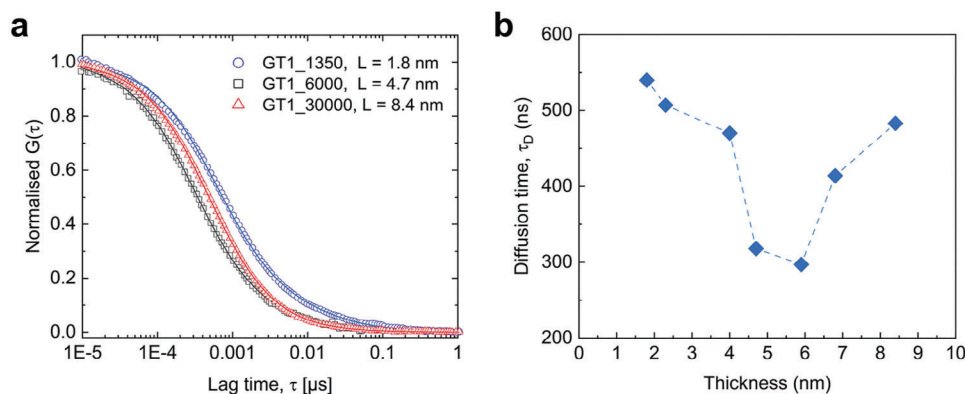 a
GT1_1350, L = 1.8 nm
GT1_6000, L = 4.7 nm
GT1_30000, L = 8.4 nm
Normalised G(τ)
1.0
0.8
0.6
0.4
0.2
0.0
1E-5 1E-4 0.001 0.01 0.1 1
Lag time, τ [µs]
b
Diffusion time, τD (ns)
600
500
400
300
200
0 1 2 3 4 5 6 7 8 9 10
Thickness (nm)